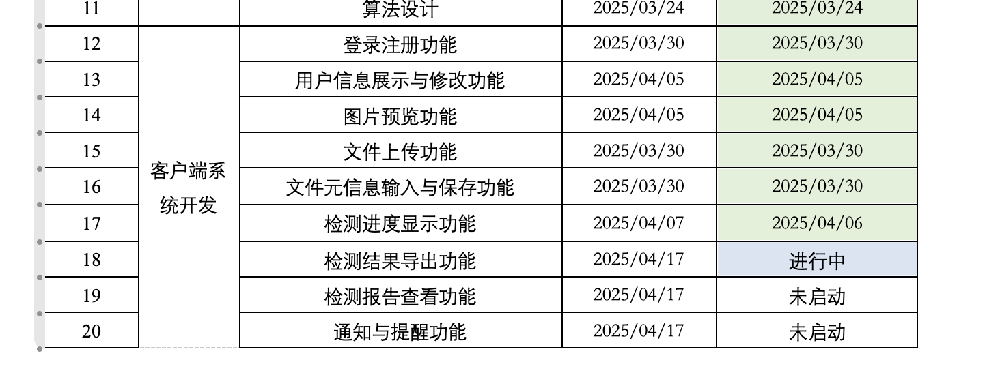 11 算法设计 2025/03/24 2025/03/24
12 登录注册功能 2025/03/30 2025/03/30
13 用户信息展示与修改功能 2025/04/05 2025/04/05
14 图片预览功能 2025/04/05 2025/04/05
15 文件上传功能 2025/03/30 2025/03/30
客户端系
统开发
16 文件元信息输入与保存功能 2025/03/30 2025/03/30
17 检测进度显示功能 2025/04/07 2025/04/06
18 检测结果导出功能 2025/04/17 进行中
19 检测报告查看功能 2025/04/17 未启动
20 通知与提醒功能 2025/04/17 未启动